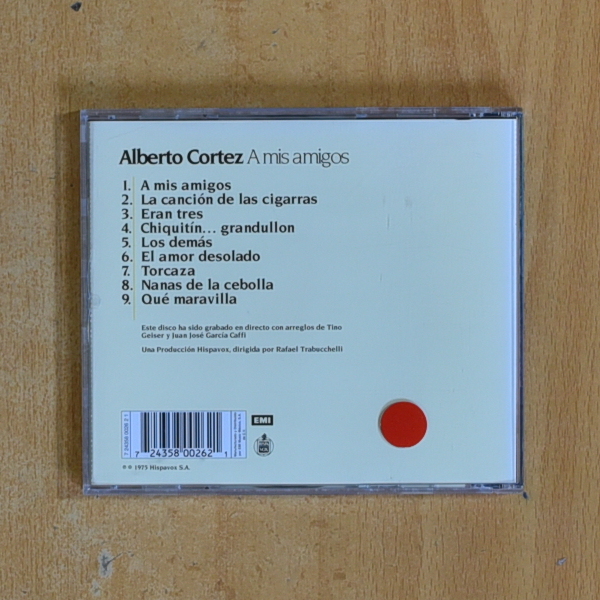 Alberto Cortez A mis amigos
1. A mis amigos
2. La canción de las cigarras
3. Eran tres
4. Chiquitín... grandullon
5. Los demás
6. El amor desolado
7. Torcaza
8. Nanas de la cebolla
9. Qué maravilla
Este disco ha sido grabado en directo con arreglos de Tino
Geiser y Juan José García Caffi
Una Producción Hispavox, dirigida por Rafael Trabucchelli
EMI
7 24358 00262 1
℗ © 1975 Hispavox S.A.